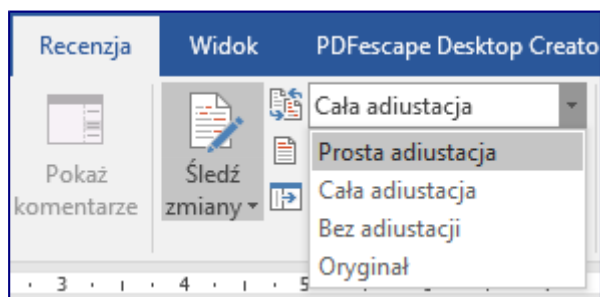 Recenzja Widok PDFescape Desktop Creato
Cała adiustacja
Prosta adiustacja
Pokaż komentarze
Śledź zmiany
Cała adiustacja
Bez adiustacji
Oryginał
3 4 5